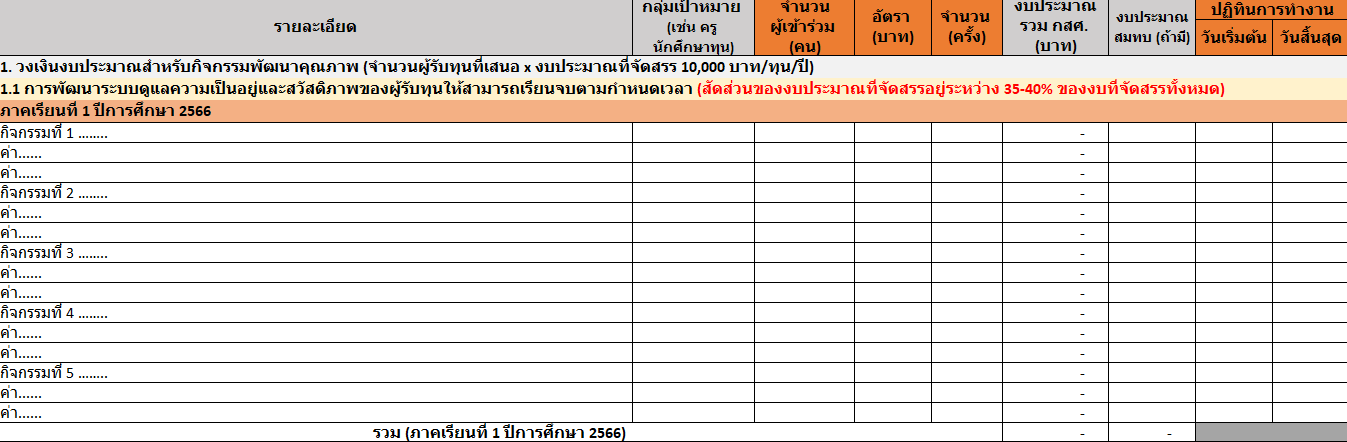 รายละเอียด
กลุ่มเป้าหมาย
(เช่น ครู
นักศึกษาทุน)
จำนวน
ผู้เข้าร่วม
(คน)
อัตรา
(บาท)
จำนวน
(ครั้ง)
งบประมาณ
รวม กสศ.
(บาท)
งบประมาณ
สมทบ (ถ้ามี)
ปฏิทินการทำงาน
วันเริ่มต้น วันสิ้นสุด
1. วงเงินงบประมาณสำหรับกิจกรรมพัฒนาคุณภาพ (จำนวนผู้รับทุนที่เสนอ x งบประมาณที่จัดสรร 10,000 บาท/ทุน/ปี)
1.1 การพัฒนาระบบดูแลความเป็นอยู่และสวัสดิภาพของผู้รับทุนให้สามารถเรียนจบตามกำหนดเวลา (สัดส่วนของงบประมาณที่จัดสรรอยู่ระหว่าง 35-40% ของงบที่จัดสรรทั้งหมด)
ภาคเรียนที่ 1 ปีการศึกษา 2566
กิจกรรมที่ 1 ........ -
ค่า...... -
ค่า...... -
กิจกรรมที่ 2 ........ -
ค่า...... -
ค่า...... -
กิจกรรมที่ 3 ........ -
ค่า...... -
ค่า...... -
กิจกรรมที่ 4 ........ -
ค่า...... -
ค่า...... -
กิจกรรมที่ 5 ........ -
ค่า...... -
ค่า...... -
รวม (ภาคเรียนที่ 1 ปีการศึกษา 2566) - -